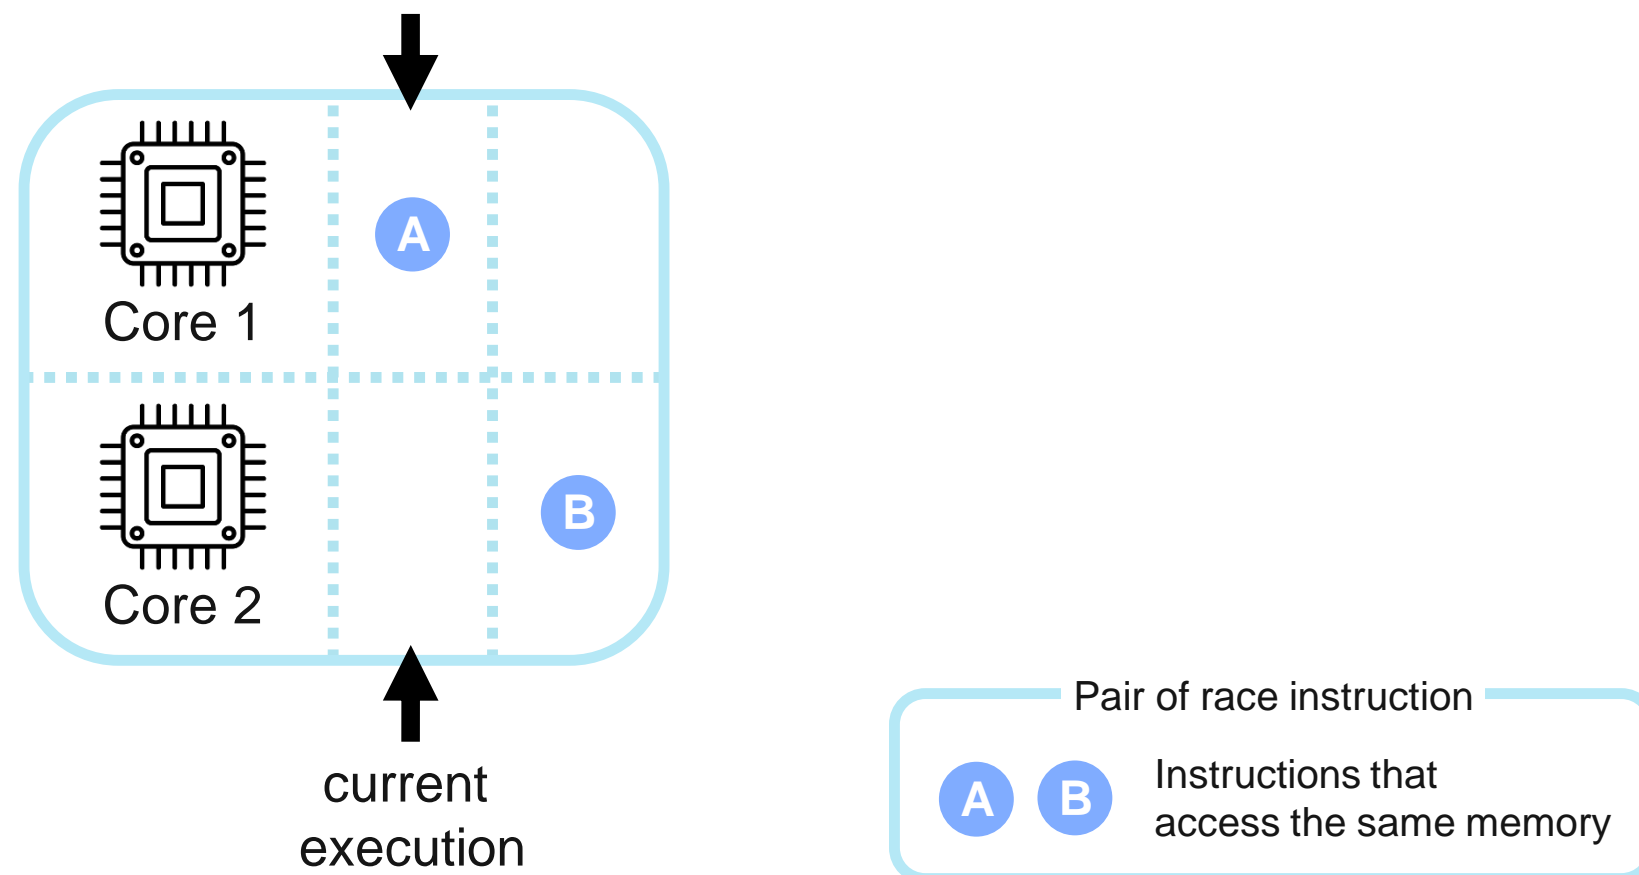 A
Core 1
B
Core 2
current
execution
Pair of race instruction
A B Instructions that
access the same memory